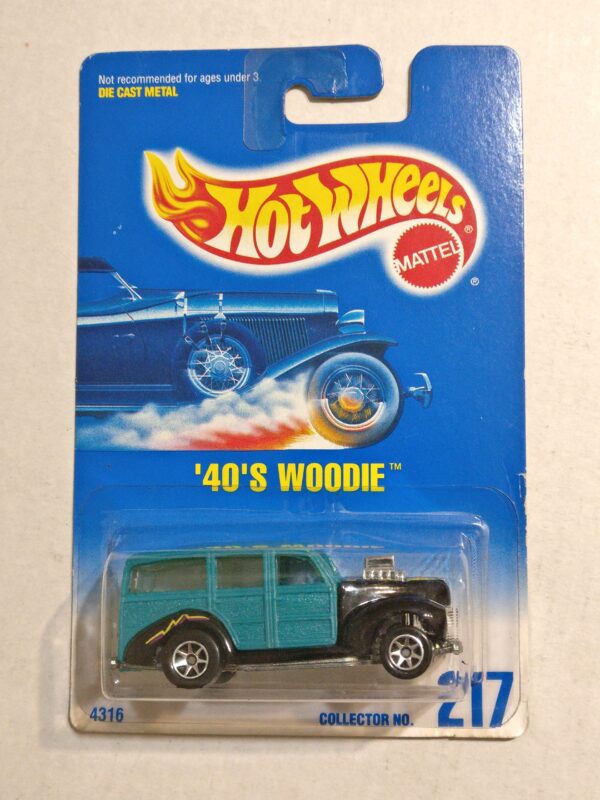 Not recommended for ages under 3.
DIE CAST METAL
Hot Wheels ®
MATTEL
®
'40'S WOODIE™
4316
COLLECTOR NO. 217